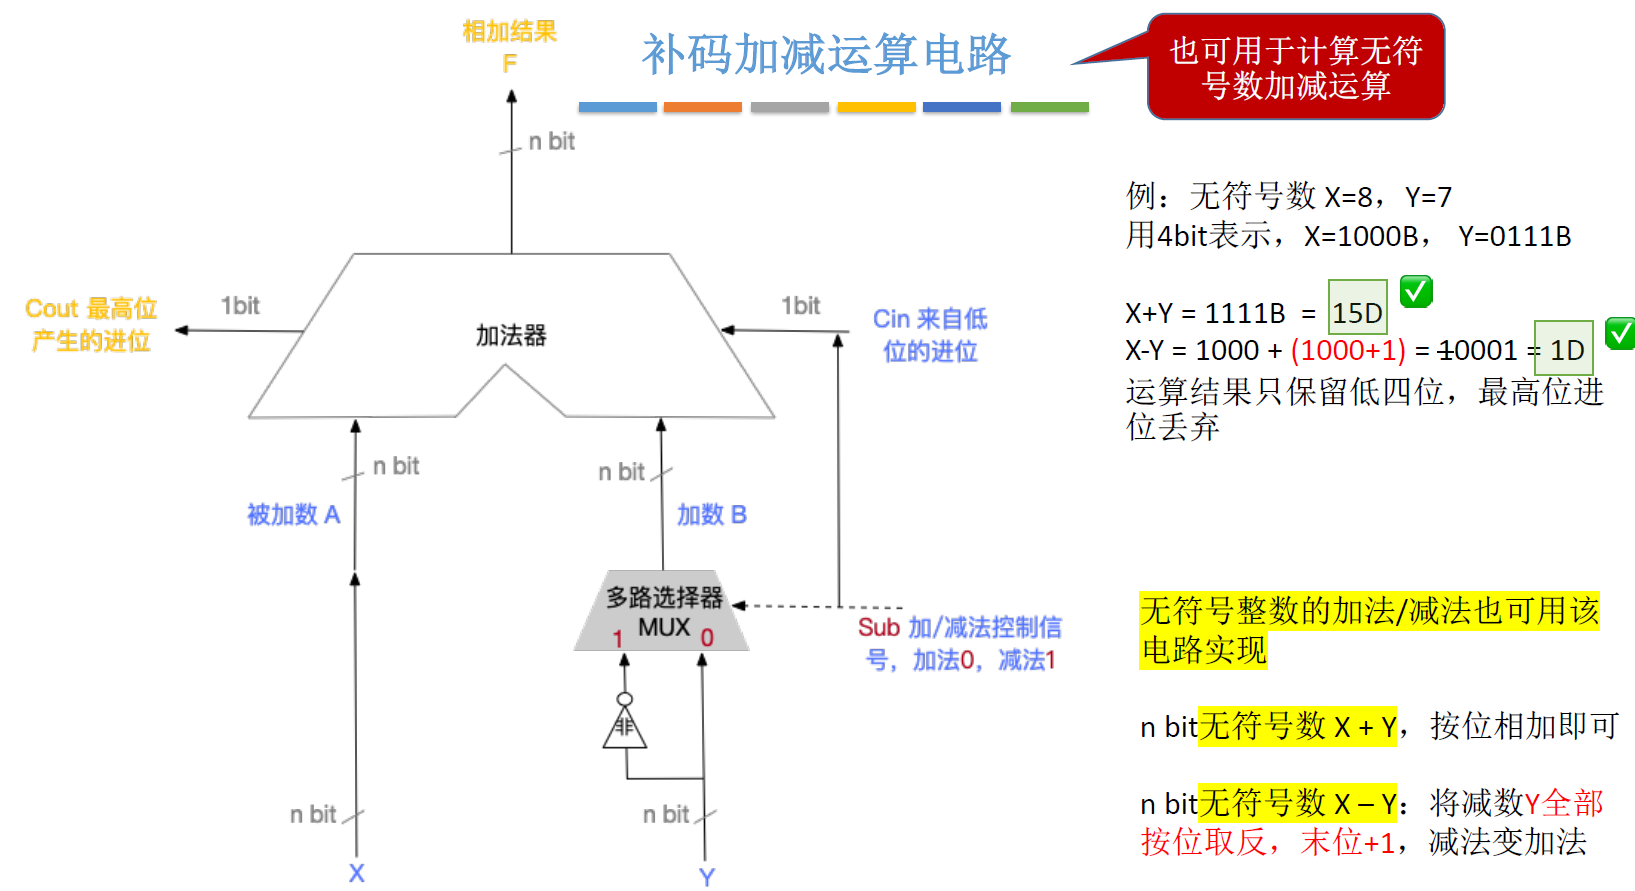 补码加减运算电路
也可用于计算无符
号数加减运算
相加结果
F
n bit
Cout 最高位
产生的进位
1bit
加法器
1bit
Cin 来自低
位的进位
n bit
n bit
被加数 A
加数 B
多路选择器
MUX
1
0
Sub 加/减法控制信
号，加法0，减法1
非
n bit
n bit
X
Y
例：无符号数 X=8，Y=7
用4bit表示，X=1000B， Y=0111B
X+Y = 1111B = 15D
X-Y = 1000 + (1000+1) = 10001 = 1D
运算结果只保留低四位，最高位进
位丢弃
无符号整数的加法/减法也可用该
电路实现
n bit无符号数 X + Y，按位相加即可
n bit无符号数 X – Y：将减数Y全部
按位取反，末位+1，减法变加法